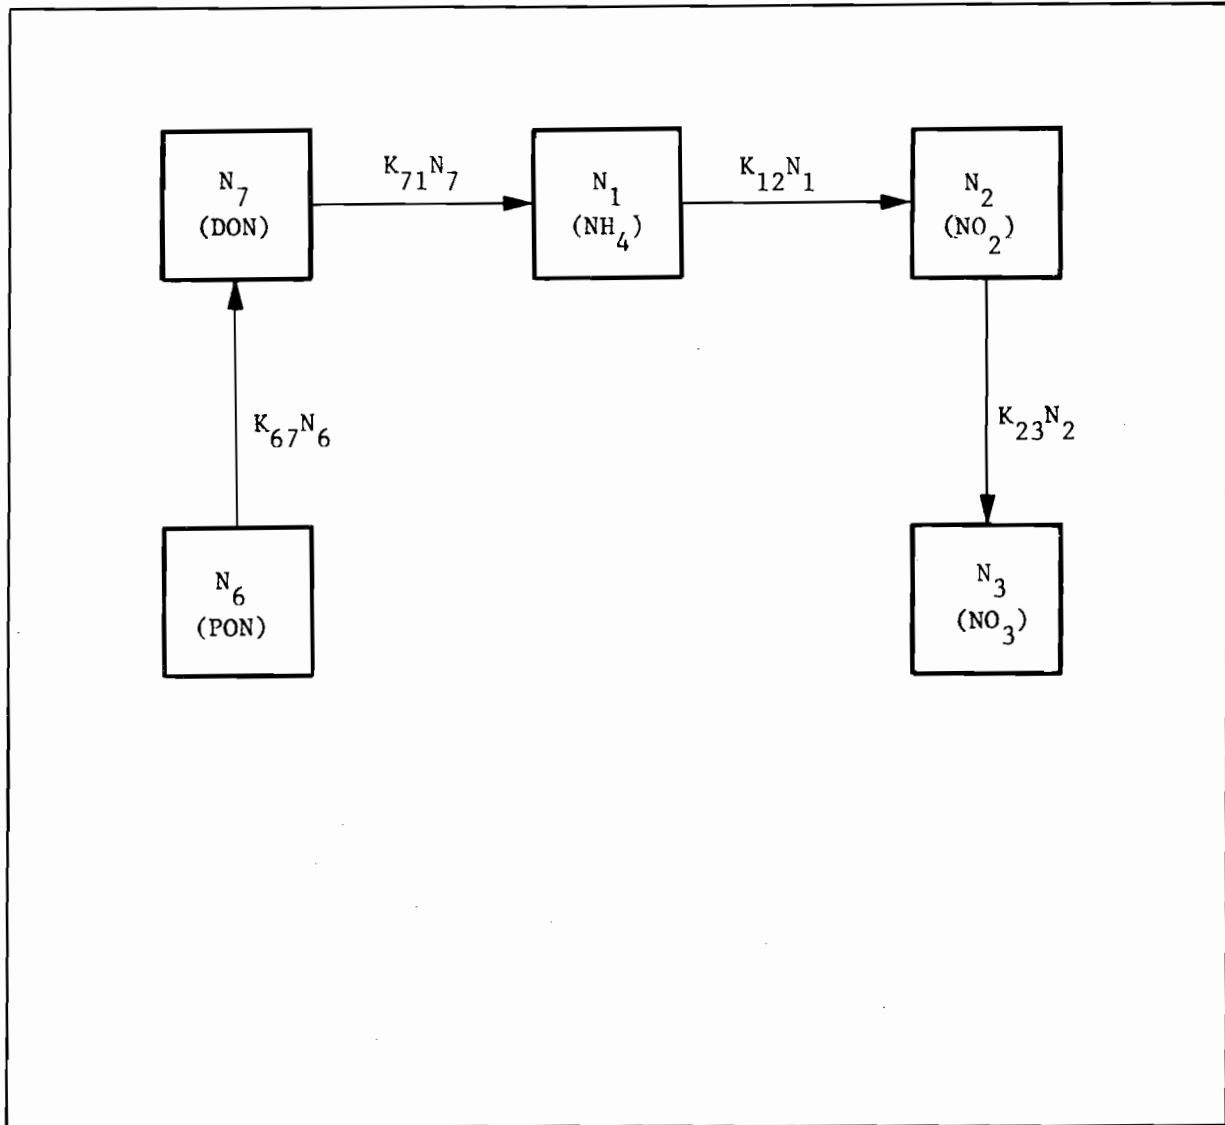 N₇
(DON)
K₇₁N₇
N₁
(NH₄)
K₁₂N₁
N₂
(NO₂)
K₆₇N₆
K₂₃N₂
N₆
(PON)
N₃
(NO₃)